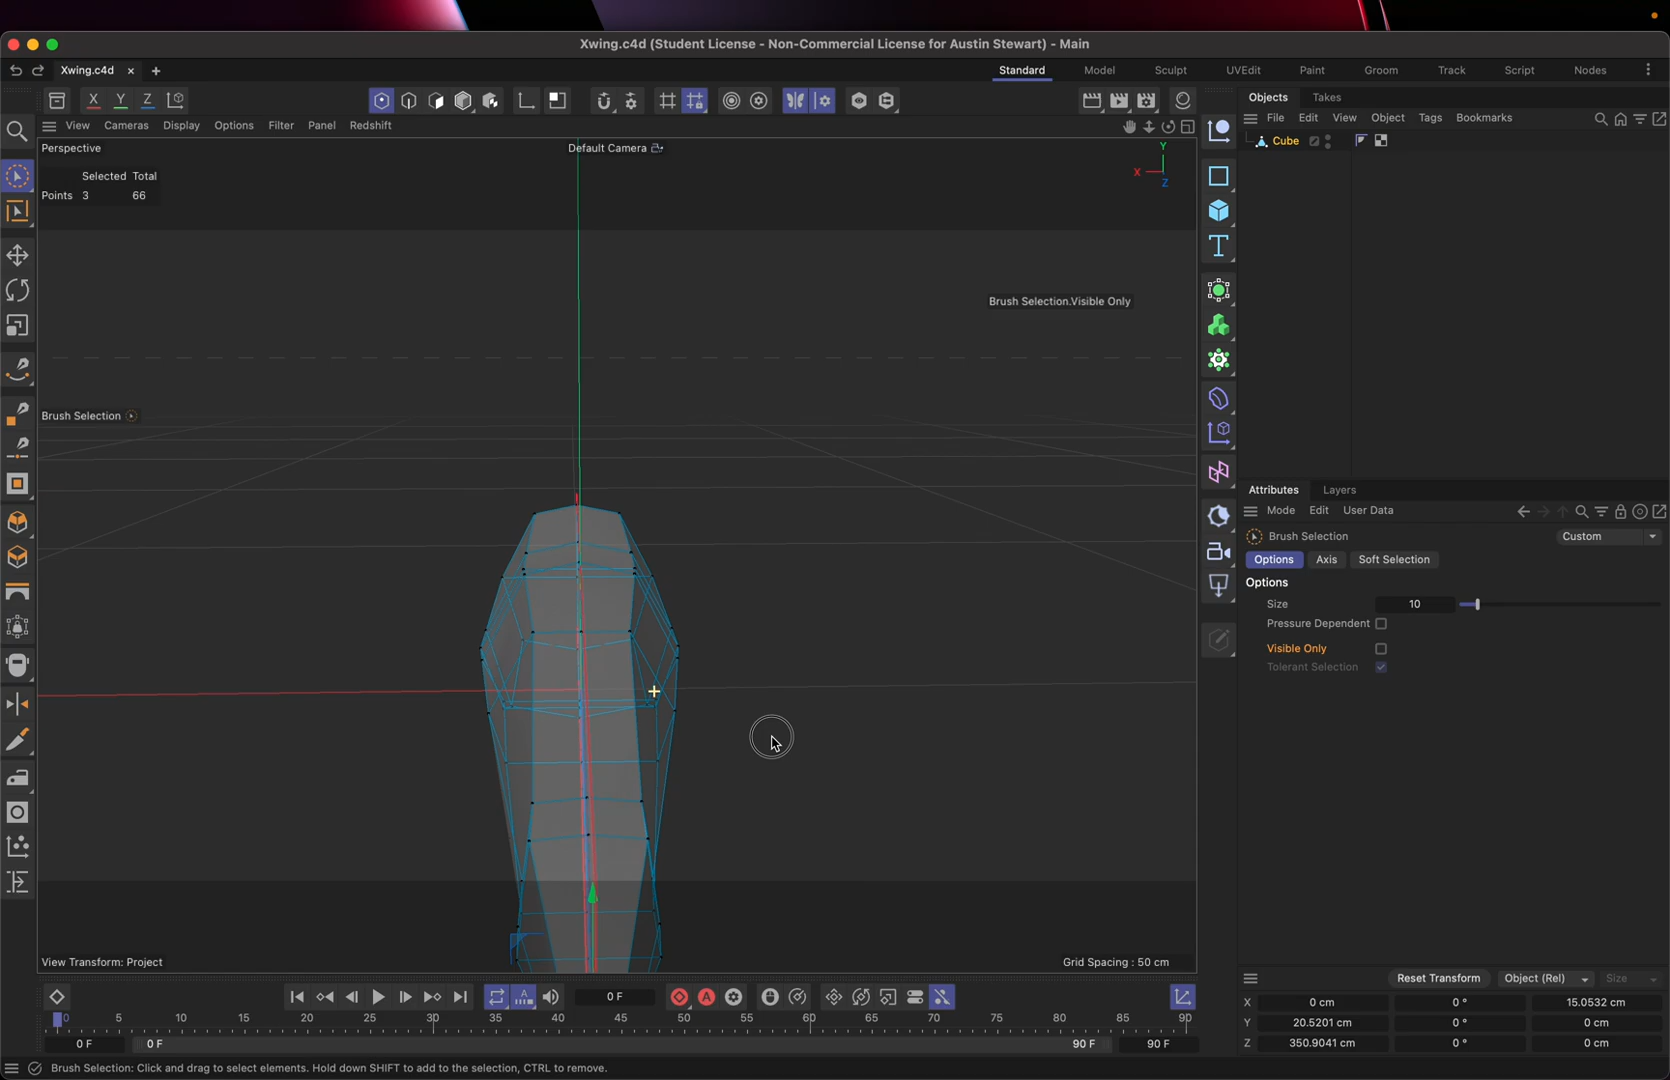 Xwing.c4d (Student License - Non-Commercial License for Austin Stewart) - Main
Xwing.c4d
Standard
Model
Sculpt
UVEdit
Paint
Groom
Track
Script
Nodes
X
Y
Z
Objects
Takes
View
Cameras
Display
Options
Filter
Panel
Redshift
File
Edit
View
Object
Tags
Bookmarks
Perspective
Default Camera
Y
X
Z
Cube
Selected Total
Points 3 66
Brush Selection.Visible Only
Brush Selection
Attributes
Layers
Mode
Edit
User Data
Brush Selection
Custom
Options
Axis
Soft Selection
Options
Size 10
Pressure Dependent
Visible Only
Tolerant Selection
View Transform: Project
Grid Spacing : 50 cm
Reset Transform
Object (Rel)
Size
0 F
A
X 0 cm 0 ° 15.0532 cm
0 5 10 15 20 25 30 35 40 45 50 55 60 65 70 75 80 85 90
Y 20.5201 cm 0 ° 0 cm
0 F 0 F 90 F 90 F
Z 350.9041 cm 0 ° 0 cm
Brush Selection: Click and drag to select elements. Hold down SHIFT to add to the selection, CTRL to remove.